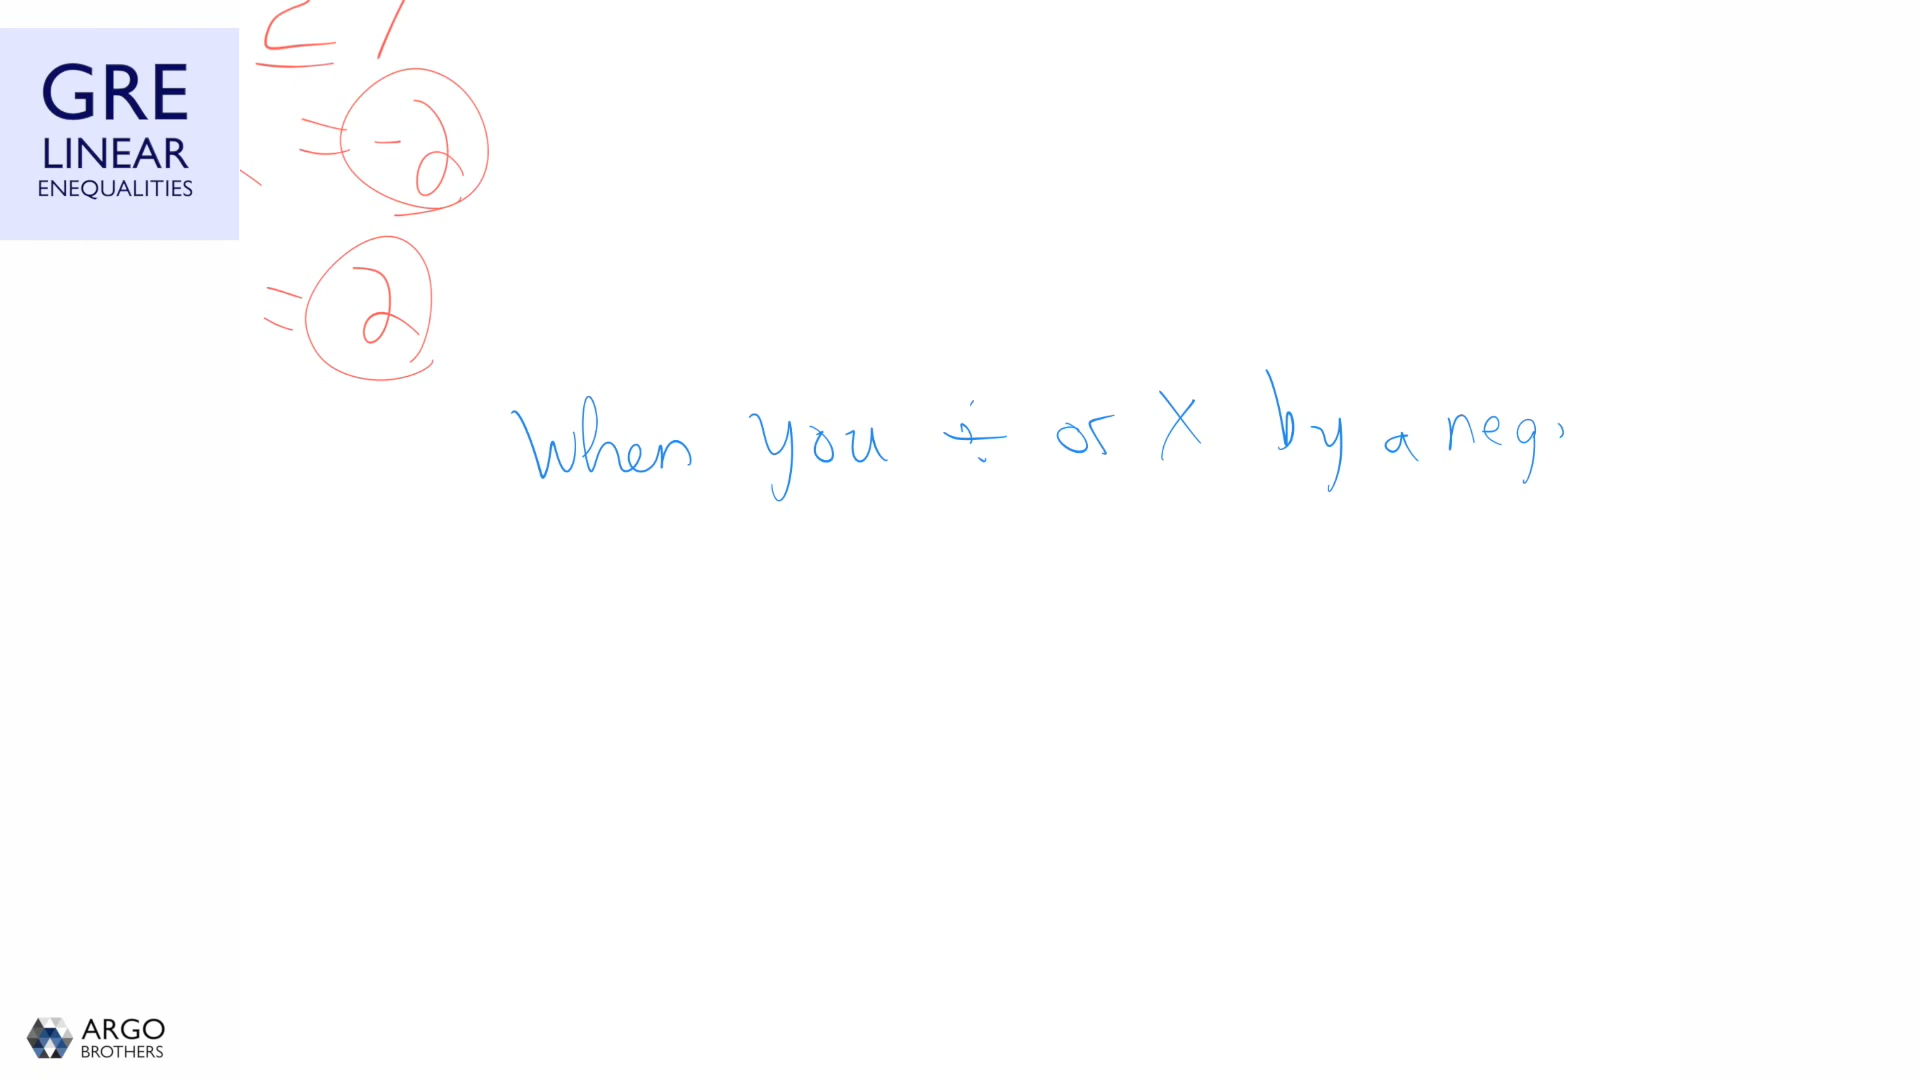 GRE
LINEAR
ENEQUALITIES
= -2
= 2
When you ÷ or X by a neg.
ARGO
BROTHERS